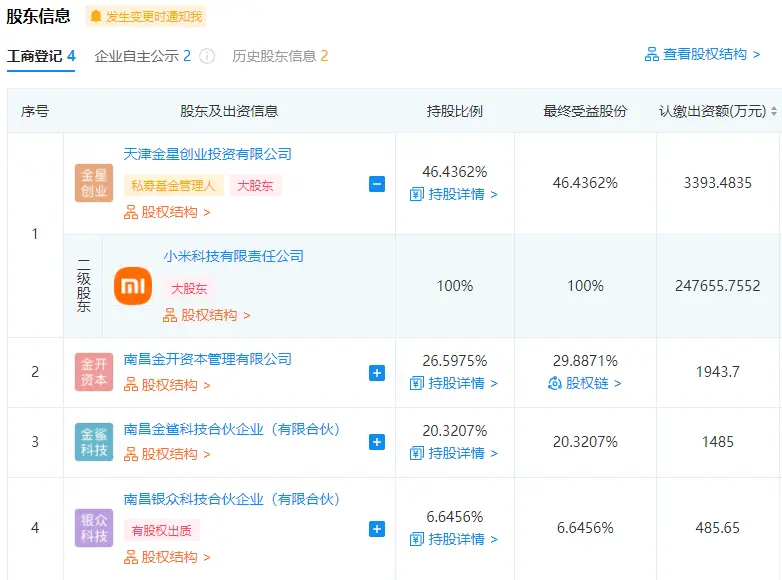 股东信息 发生变更时通知我
工商登记 4 企业自主公示 2 历史股东信息 2 查看股权结构 >
序号 股东及出资信息 持股比例 最终受益股份 认缴出资额(万元)
1
金星
创业
天津金星创业投资有限公司
私募基金管理人 大股东
股权结构 >
46.4362%
持股详情 >
46.4362%
3393.4835
二级股东
小米科技有限责任公司
大股东
股权结构 >
100%
100%
247655.7552
2
金开
资本
南昌金开资本管理有限公司
股权结构 >
26.5975%
持股详情 >
29.8871%
股权链 >
1943.7
3
金鲨
科技
南昌金鲨科技合伙企业（有限合伙）
股权结构 >
20.3207%
持股详情 >
20.3207%
1485
4
银众
科技
南昌银众科技合伙企业（有限合伙）
有股权出质
股权结构 >
6.6456%
持股详情 >
6.6456%
485.65